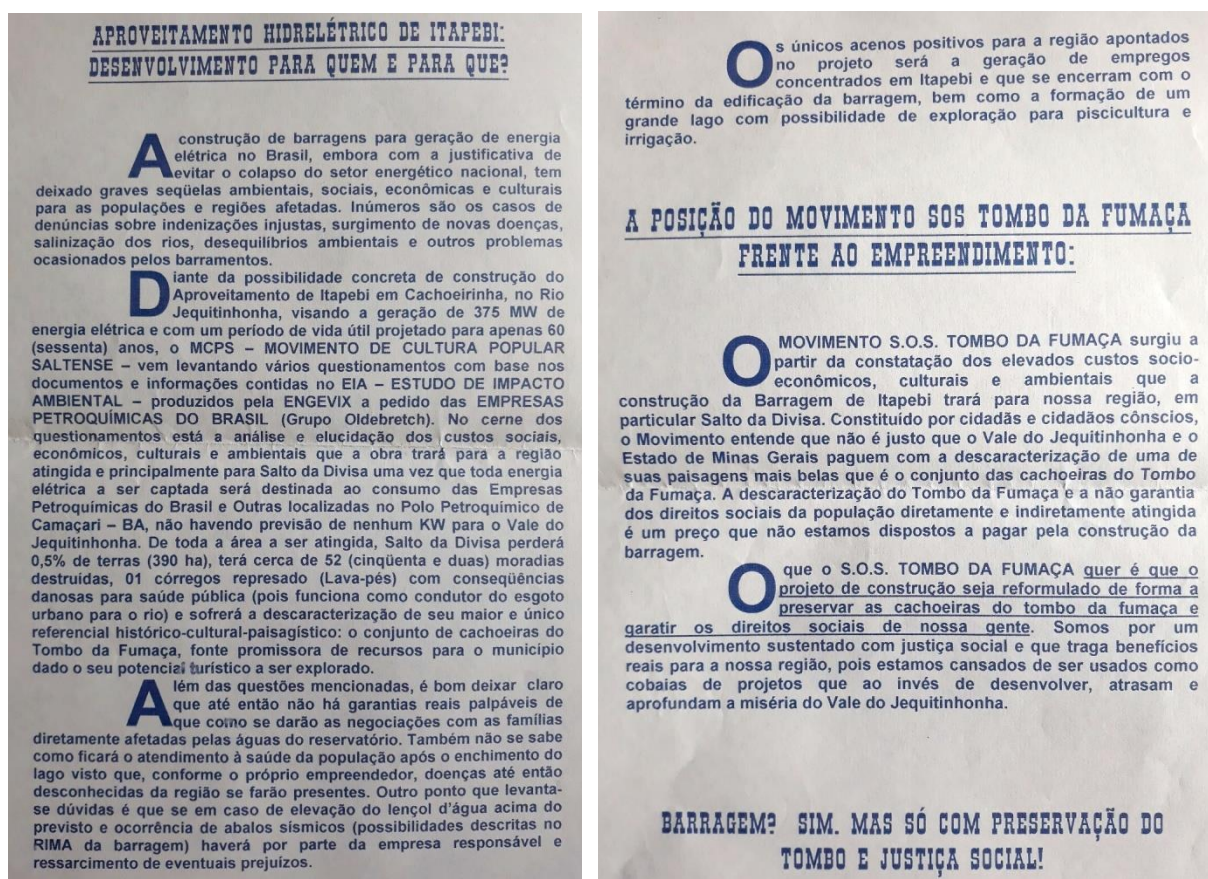 APROVEITAMENTO HIDRELÉTRICO DE ITAPEBI:
DESENVOLVIMENTO PARA QUEM E PARA QUE?
A construção de barragens para geração de energia
elétrica no Brasil, embora com a justificativa de
evitar o colapso do setor energético nacional, tem
deixado graves seqüelas ambientais, sociais, econômicas e culturais
para as populações e regiões afetadas. Inúmeros são os casos de
denúncias sobre indenizações injustas, surgimento de novas doenças,
salinização dos rios, desequilíbrios ambientais e outros problemas
ocasionados pelos barramentos.
Diante da possibilidade concreta de construção do
Aproveitamento de Itapebi em Cachoeirinha, no Rio
Jequitinhonha, visando a geração de 375 MW de
energia elétrica e com um período de vida útil projetado para apenas 60
(sessenta) anos, o MCPS – MOVIMENTO DE CULTURA POPULAR
SALTENSE – vem levantando vários questionamentos com base nos
documentos e informações contidas no EIA – ESTUDO DE IMPACTO
AMBIENTAL – produzidos pela ENGEVIX a pedido das EMPRESAS
PETROQUÍMICAS DO BRASIL (Grupo Oldebretch). No cerne dos
questionamentos está a análise e elucidação dos custos sociais,
econômicos, culturais e ambientais que a obra trará para a região
atingida e principalmente para Salto da Divisa uma vez que toda energia
elétrica a ser captada será destinada ao consumo das Empresas
Petroquímicas do Brasil e Outras localizadas no Polo Petroquímico de
Camaçari – BA, não havendo previsão de nenhum KW para o Vale do
Jequitinhonha. De toda a área a ser atingida, Salto da Divisa perderá
0,5% de terras (390 ha), terá cerca de 52 (cinqüenta e duas) moradias
destruídas, 01 córregos represado (Lava-pés) com conseqüências
danosas para saúde pública (pois funciona como condutor do esgoto
urbano para o rio) e sofrerá a descaracterização de seu maior e único
referencial histórico-cultural-paisagístico: o conjunto de cachoeiras do
Tombo da Fumaça, fonte promissora de recursos para o município
dado o seu potencial turístico a ser explorado.
Além das questões mencionadas, é bom deixar claro
que até então não há garantias reais palpáveis de
que como se darão as negociações com as famílias
diretamente afetadas pelas águas do reservatório. Também não se sabe
como ficará o atendimento à saúde da população após o enchimento do
lago visto que, conforme o próprio empreendedor, doenças até então
desconhecidas da região se farão presentes. Outro ponto que levanta-
se dúvidas é que se em caso de elevação do lençol d'água acima do
previsto e ocorrência de abalos sísmicos (possibilidades descritas no
RIMA da barragem) haverá por parte da empresa responsável e
ressarcimento de eventuais prejuízos.
Os únicos acenos positivos para a região apontados
no projeto será a geração de empregos
concentrados em Itapebi e que se encerram com o
término da edificação da barragem, bem como a formação de um
grande lago com possibilidade de exploração para piscicultura e
irrigação.
A POSIÇÃO DO MOVIMENTO SOS TOMBO DA FUMAÇA
FRENTE AO EMPREENDIMENTO:
O MOVIMENTO S.O.S. TOMBO DA FUMAÇA surgiu a
partir da constatação dos elevados custos socio-
econômicos, culturais e ambientais que a
construção da Barragem de Itapebi trará para nossa região, em
particular Salto da Divisa. Constituído por cidadãs e cidadãos cônscios,
o Movimento entende que não é justo que o Vale do Jequitinhonha e o
Estado de Minas Gerais paguem com a descaracterização de uma de
suas paisagens mais belas que é o conjunto das cachoeiras do Tombo
da Fumaça. A descaracterização do Tombo da Fumaça e a não garantia
dos direitos sociais da população diretamente e indiretamente atingida
é um preço que não estamos dispostos a pagar pela construção da
barragem.
O que o S.O.S. TOMBO DA FUMAÇA quer é que o
projeto de construção seja reformulado de forma a
preservar as cachoeiras do tombo da fumaça e
garatir os direitos sociais de nossa gente. Somos por um
desenvolvimento sustentado com justiça social e que traga benefícios
reais para a nossa região, pois estamos cansados de ser usados como
cobaias de projetos que ao invés de desenvolver, atrasam e
aprofundam a miséria do Vale do Jequitinhonha.
BARRAGEM? SIM. MAS SÓ COM PRESERVAÇÃO DO
TOMBO E JUSTIÇA SOCIAL!